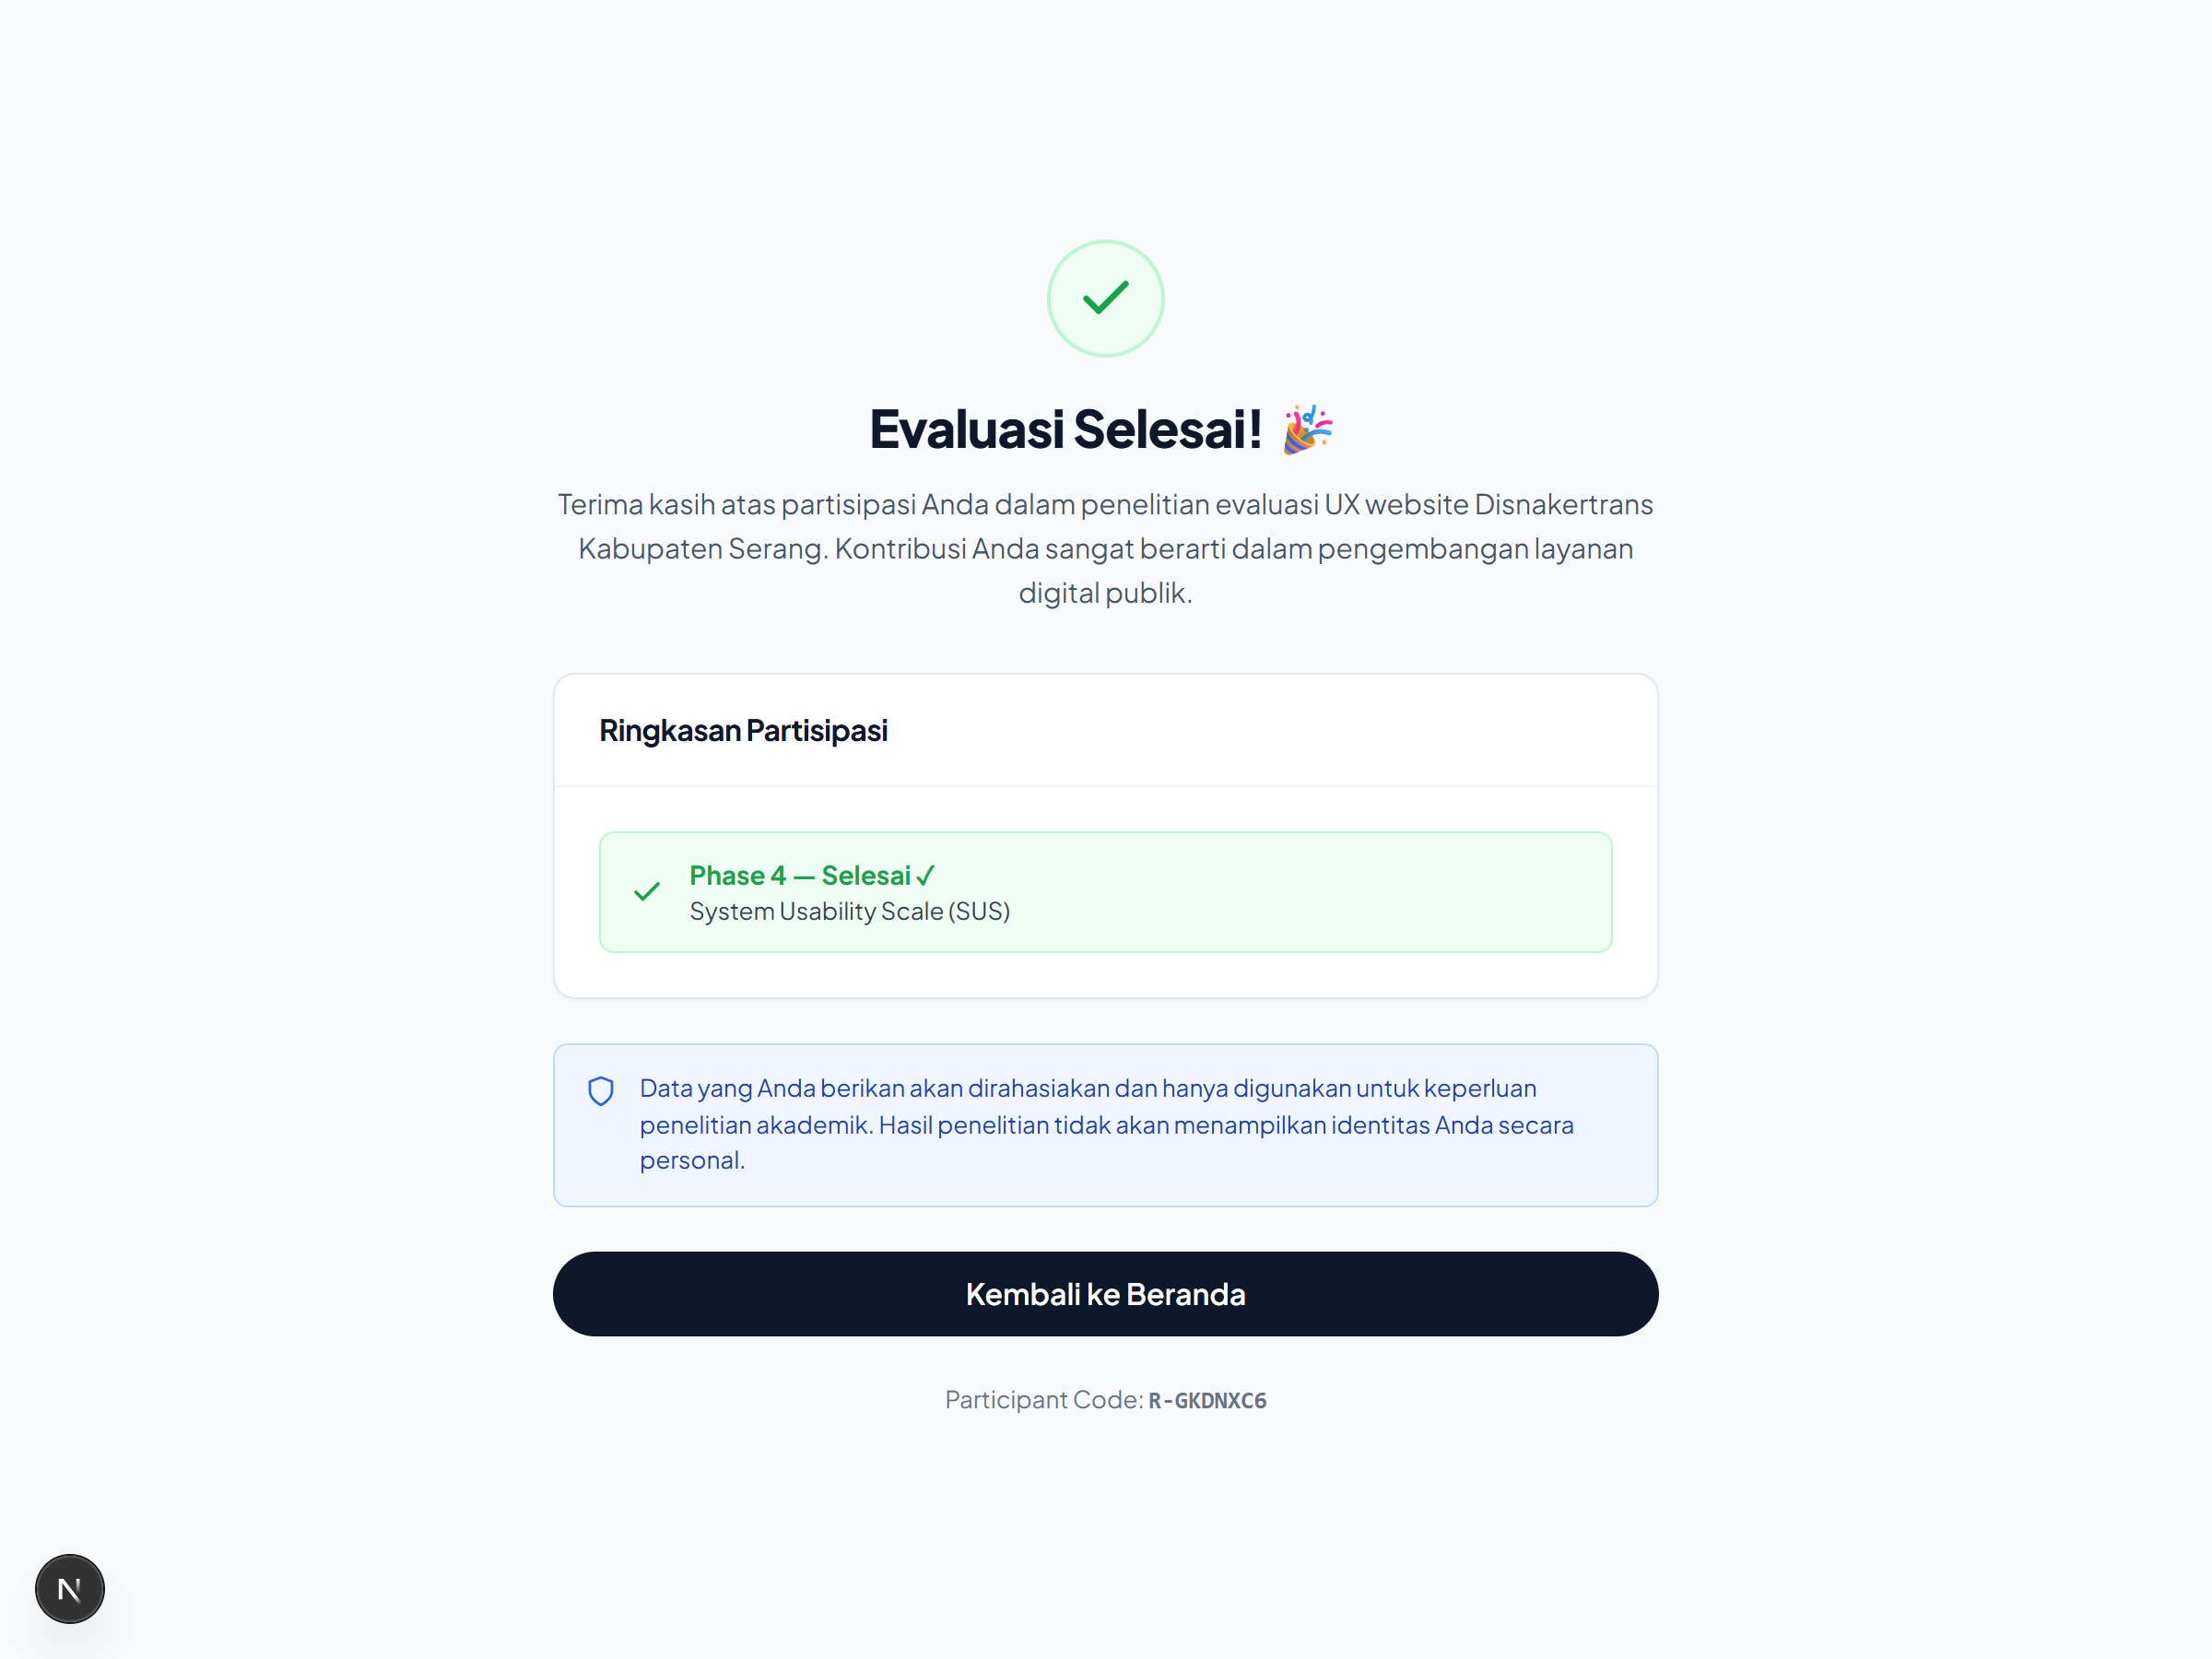 Evaluasi Selesai! 🎉
Terima kasih atas partisipasi Anda dalam penelitian evaluasi UX website Disnakertrans
Kabupaten Serang. Kontribusi Anda sangat berarti dalam pengembangan layanan
digital publik.
Ringkasan Partisipasi
Phase 4 — Selesai ✓
System Usability Scale (SUS)
Data yang Anda berikan akan dirahasiakan dan hanya digunakan untuk keperluan
penelitian akademik. Hasil penelitian tidak akan menampilkan identitas Anda secara
personal.
Kembali ke Beranda
Participant Code: R-GKDNXC6
N